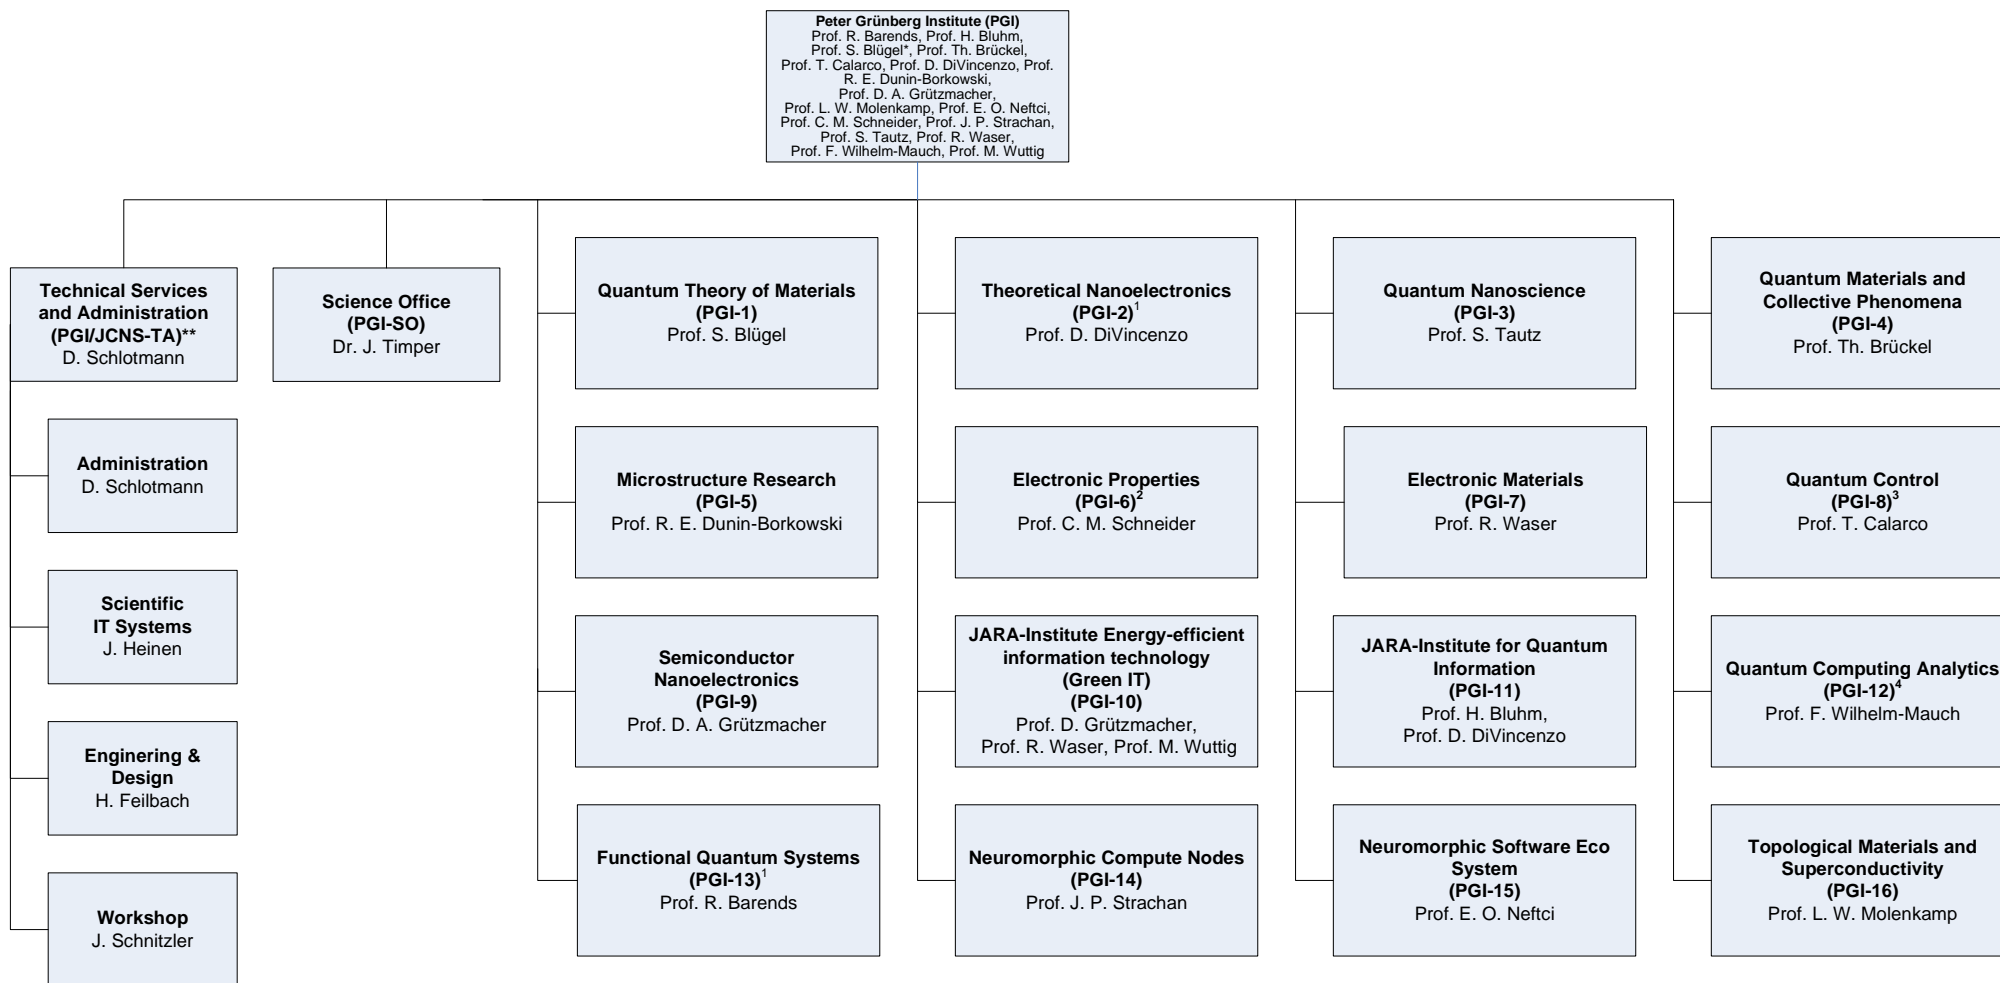 Peter Grünberg Institute (PGI)
Prof. R. Barends, Prof. H. Bluhm,
Prof. S. Blügel*, Prof. Th. Brückel,
Prof. T. Calarco, Prof. D. DiVincenzo, Prof.
R. E. Dunin-Borkowski,
Prof. D. A. Grützmacher,
Prof. L. W. Molenkamp, Prof. E. O. Neftci,
Prof. C. M. Schneider, Prof. J. P. Strachan,
Prof. S. Tautz, Prof. R. Waser,
Prof. F. Wilhelm-Mauch, Prof. M. Wuttig
Technical Services
and Administration
(PGI/JCNS-TA)**
D. Schlotmann
Science Office
(PGI-SO)
Dr. J. Timper
Quantum Theory of Materials
(PGI-1)
Prof. S. Blügel
Theoretical Nanoelectronics
(PGI-2)¹
Prof. D. DiVincenzo
Quantum Nanoscience
(PGI-3)
Prof. S. Tautz
Quantum Materials and
Collective Phenomena
(PGI-4)
Prof. Th. Brückel
Administration
D. Schlotmann
Microstructure Research
(PGI-5)
Prof. R. E. Dunin-Borkowski
Electronic Properties
(PGI-6)²
Prof. C. M. Schneider
Electronic Materials
(PGI-7)
Prof. R. Waser
Quantum Control
(PGI-8)³
Prof. T. Calarco
Scientific
IT Systems
J. Heinen
Semiconductor
Nanoelectronics
(PGI-9)
Prof. D. A. Grützmacher
JARA-Institute Energy-efficient
information technology
(Green IT)
(PGI-10)
Prof. D. Grützmacher,
Prof. R. Waser, Prof. M. Wuttig
JARA-Institute for Quantum
Information
(PGI-11)
Prof. H. Bluhm,
Prof. D. DiVincenzo
Quantum Computing Analytics
(PGI-12)⁴
Prof. F. Wilhelm-Mauch
Enginering &
Design
H. Feilbach
Functional Quantum Systems
(PGI-13)¹
Prof. R. Barends
Neuromorphic Compute Nodes
(PGI-14)
Prof. J. P. Strachan
Neuromorphic Software Eco
System
(PGI-15)
Prof. E. O. Neftci
Topological Materials and
Superconductivity
(PGI-16)
Prof. L. W. Molenkamp
Workshop
J. Schnitzler